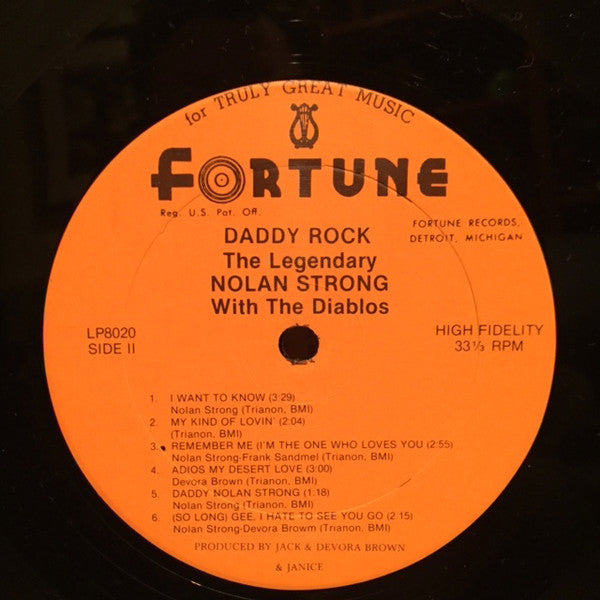 for TRULY GREAT MUSIC
FORTUNE
Reg. U.S. Pat. Off.
FORTUNE RECORDS,
DETROIT, MICHIGAN
DADDY ROCK
The Legendary
NOLAN STRONG
With The Diablos
LP8020
SIDE II
HIGH FIDELITY
33⅓ RPM
1. I WANT TO KNOW (3:29)
Nolan Strong (Trianon, BMI)
2. MY KIND OF LOVIN' (2:04)
(Trianon, BMI)
3. REMEMBER ME (I'M THE ONE WHO LOVES YOU (2:55)
Nolan Strong-Frank Sandmel (Trianon, BMI)
4. ADIOS MY DESERT LOVE (3:00)
Devora Brown (Trianon, BMI)
5. DADDY NOLAN STRONG (1:18)
Nolan Strong (Trianon, BMI)
6. (SO LONG) GEE, I HATE TO SEE YOU GO (2:15)
Nolan Strong-Devora Browm (Trianon, BMI)
PRODUCED BY JACK & DEVORA BROWN
& JANICE